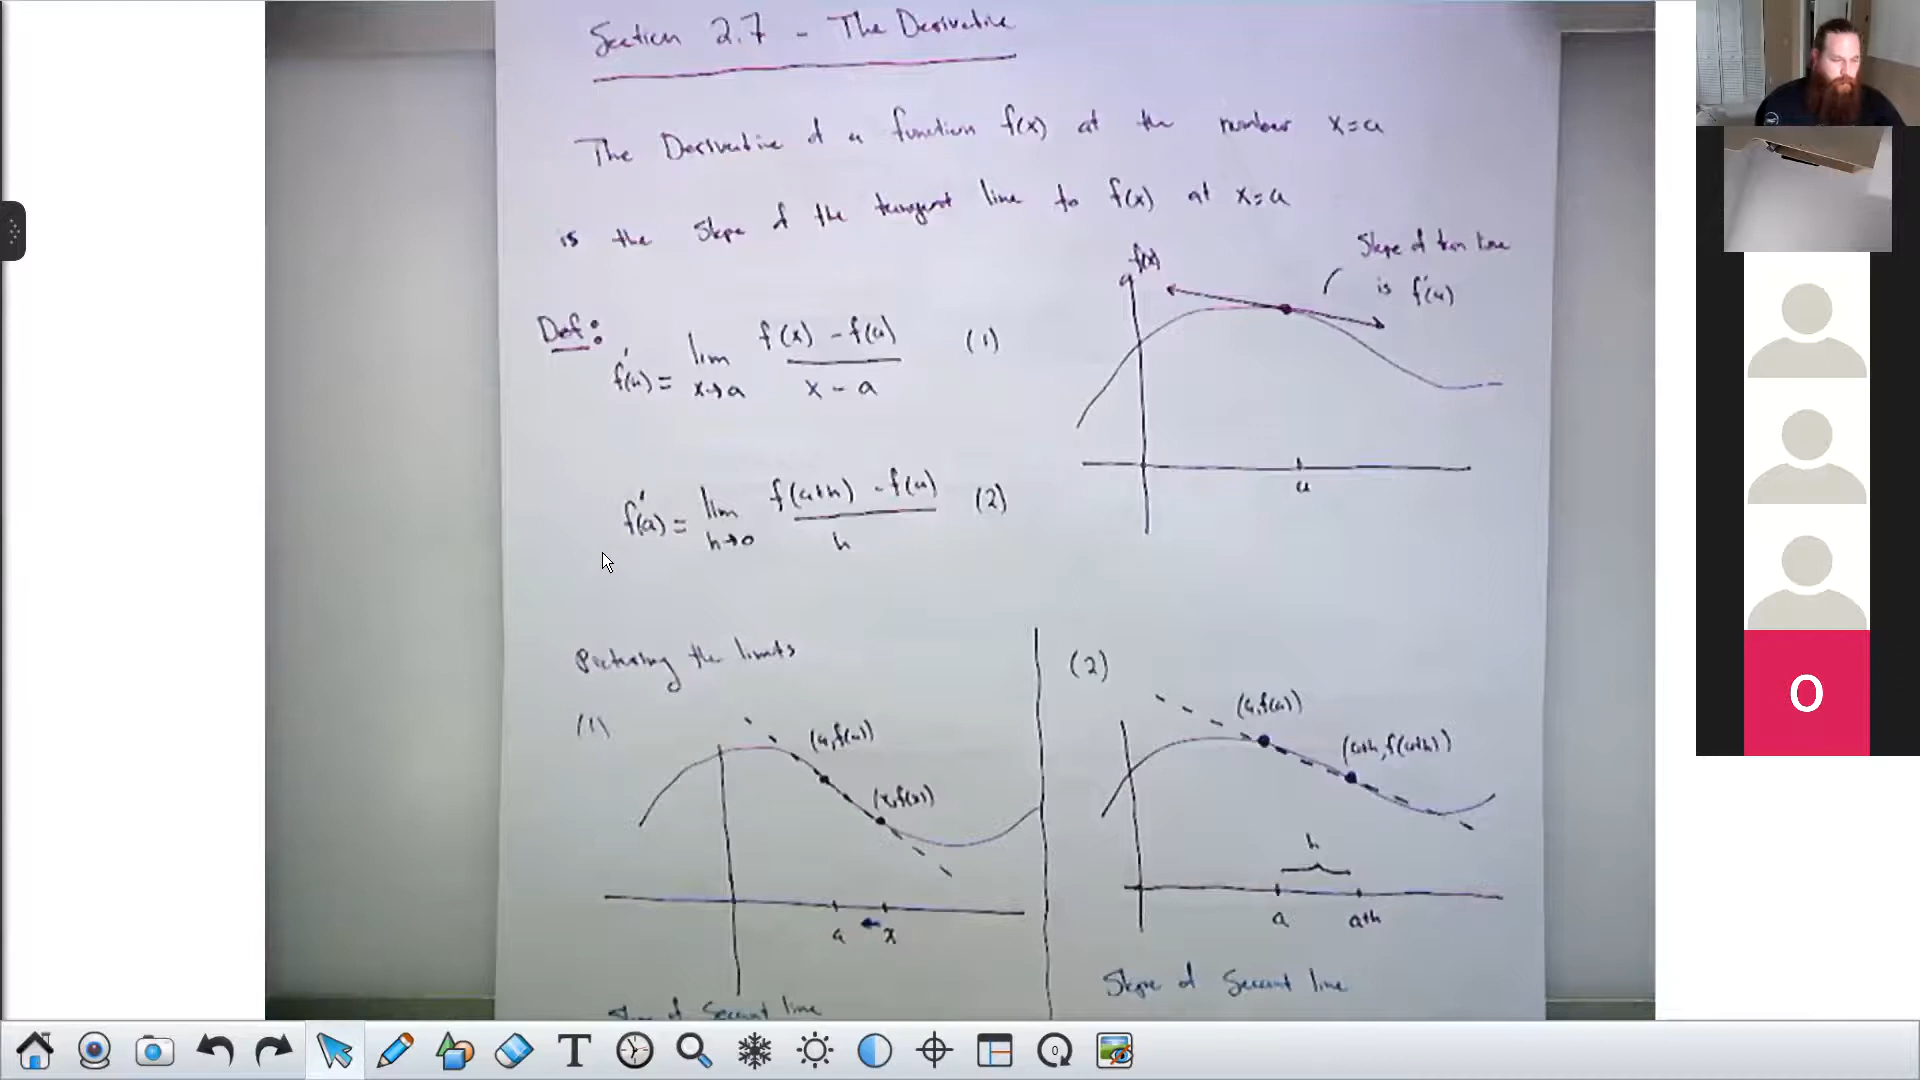 Section 2.7 - The Derivative
The Derivative of a function f(x) at the number x=a
is the Slope of the tangent line to f(x) at x=a
f(x)
Slope of tan line
is f'(a)
Def:
f'(a) = lim x→a f(x) - f(a) / x - a (1)
a
f'(a) = lim h→0 f(a+h) - f(a) / h (2)
Picturing the limits
(1)
(a, f(a))
(x, f(x))
a x
Slope of Secant line
(2)
(a, f(a))
(a+h, f(a+h))
h
a a+h
Slope of Secant line
T
0
O